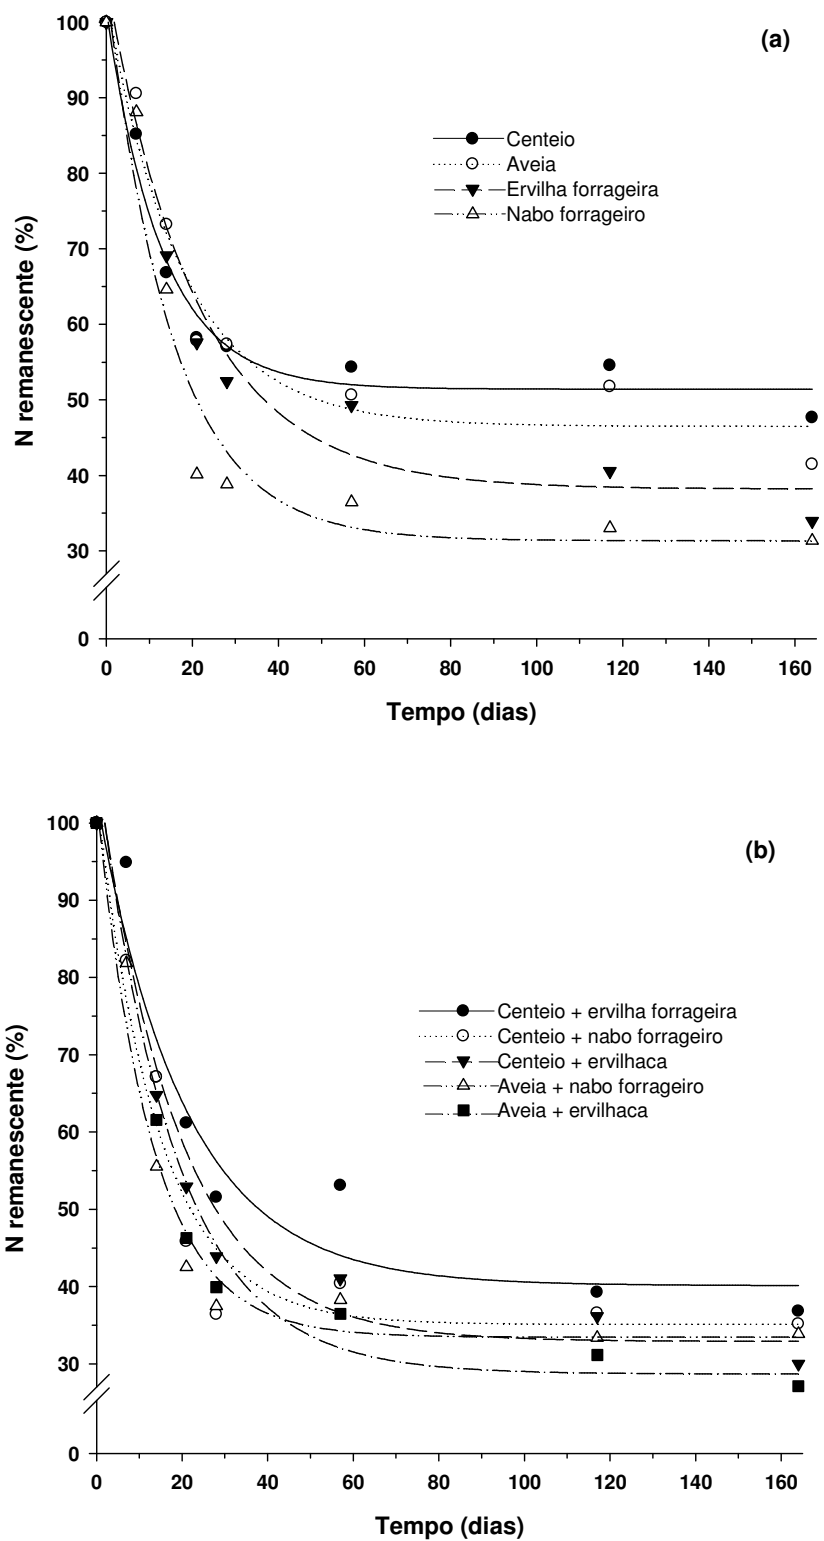 (a)
100
90
80
70
60
50
40
30
0
N remanescente (%)
Centeio
Aveia
Ervilha forrageira
Nabo forrageiro
0 20 40 60 80 100 120 140 160
Tempo (dias)
(b)
100
90
80
70
60
50
40
30
0
N remanescente (%)
Centeio + ervilha forrageira
Centeio + nabo forrageiro
Centeio + ervilhaca
Aveia + nabo forrageiro
Aveia + ervilhaca
0 20 40 60 80 100 120 140 160
Tempo (dias)